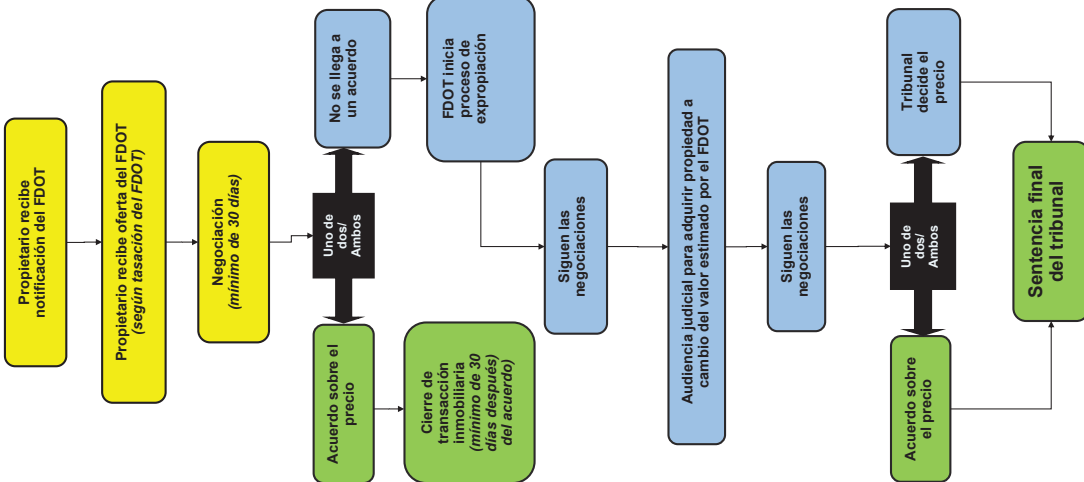 Propietario recibe
notificación del FDOT
Propietario recibe oferta del FDOT
(según tasación del FDOT)
Negociación
(mínimo de 30 días)
Uno de
dos/
Ambos
Acuerdo sobre el
precio
Cierre de
transacción
inmobiliaria
(mínimo de 30
días después
del acuerdo)
No se llega a
un acuerdo
FDOT inicia
proceso de
expropiación
Siguen las
negociaciones
Audiencia judicial para adquirir propiedad a
cambio del valor estimado por el FDOT
Siguen las
negociaciones
Uno de
dos/
Ambos
Acuerdo sobre
el precio
Tribunal
decide el
precio
Sentencia final
del tribunal